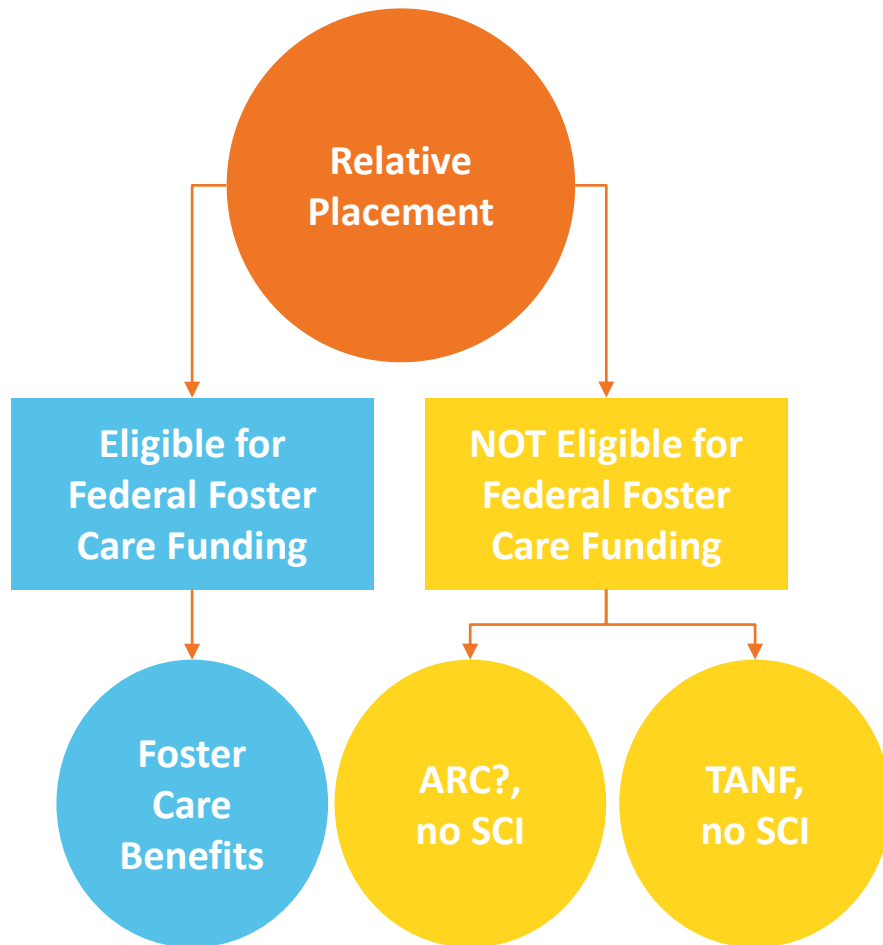 Relative
Placement
Eligible for
Federal Foster
Care Funding
NOT Eligible for
Federal Foster
Care Funding
Foster
Care
Benefits
ARC?,
no SCI
TANF,
no SCI